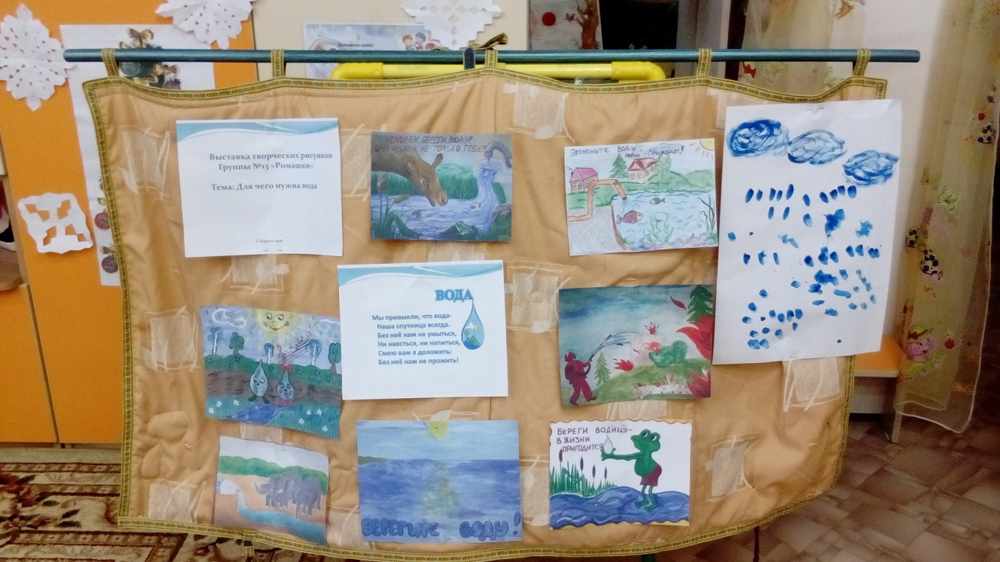 Выставка творческих рисунков
Группы №13 «Ромашки»
Тема: Для чего нужна вода
ЧЕЛОВЕК БЕРЕГИ ВОДУ!
ОНА НУЖНА НЕ ТОЛЬКО ТЕБЕ!
Экономьте воду
ради природы!
ВОДА
Мы привыкли, что вода-
Наша спутница всегда.
Без неё нам не умыться,
Ни наесться, ни напиться,
Смею вам я доложить:
Без неё нам не прожить!
БЕРЕГИТЕ ВОДУ!
БЕРЕГИ ВОДИЦУ-
В ЖИЗНИ
ПРИГОДИТСЯ